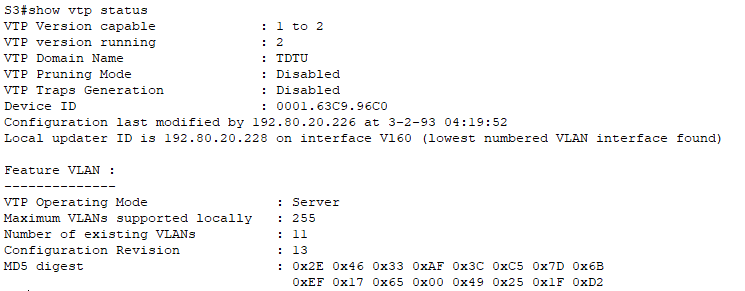 S3#show vtp status
VTP Version capable             : 1 to 2
VTP version running             : 2
VTP Domain Name                 : TDTU
VTP Pruning Mode                : Disabled
VTP Traps Generation            : Disabled
Device ID                       : 0001.63C9.96C0
Configuration last modified by 192.80.20.226 at 3-2-93 04:19:52
Local updater ID is 192.80.20.228 on interface Vl60 (lowest numbered VLAN interface found)

Feature VLAN :
--------------
VTP Operating Mode                : Server
Maximum VLANs supported locally   : 255
Number of existing VLANs          : 11
Configuration Revision            : 13
MD5 digest                        : 0x2E 0x46 0x33 0xAF 0x3C 0xC5 0x7D 0x6B
                                    0xEF 0x17 0x65 0x00 0x49 0x25 0x1F 0xD2